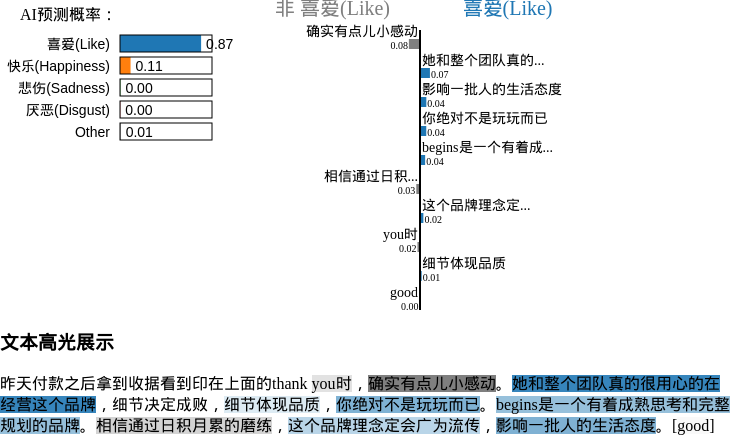 AI预测概率：
喜爱(Like) 0.87
快乐(Happiness) 0.11
悲伤(Sadness) 0.00
厌恶(Disgust) 0.00
Other 0.01
非 喜爱(Like) 喜爱(Like)
确实有点儿小感动
0.08
她和整个团队真的...
0.07
影响一批人的生活态度
0.04
你绝对不是玩玩而已
0.04
begins是一个有着成...
0.04
相信通过日积...
0.03
这个品牌理念定...
0.02
you时
0.02
细节体现品质
0.01
good
0.00
文本高光展示
昨天付款之后拿到收据看到印在上面的thank you时，确实有点儿小感动。她和整个团队真的很用心的在
经营这个品牌，细节决定成败，细节体现品质，你绝对不是玩玩而已。begins是一个有着成熟思考和完整
规划的品牌。相信通过日积月累的磨练，这个品牌理念定会广为流传，影响一批人的生活态度。[good]